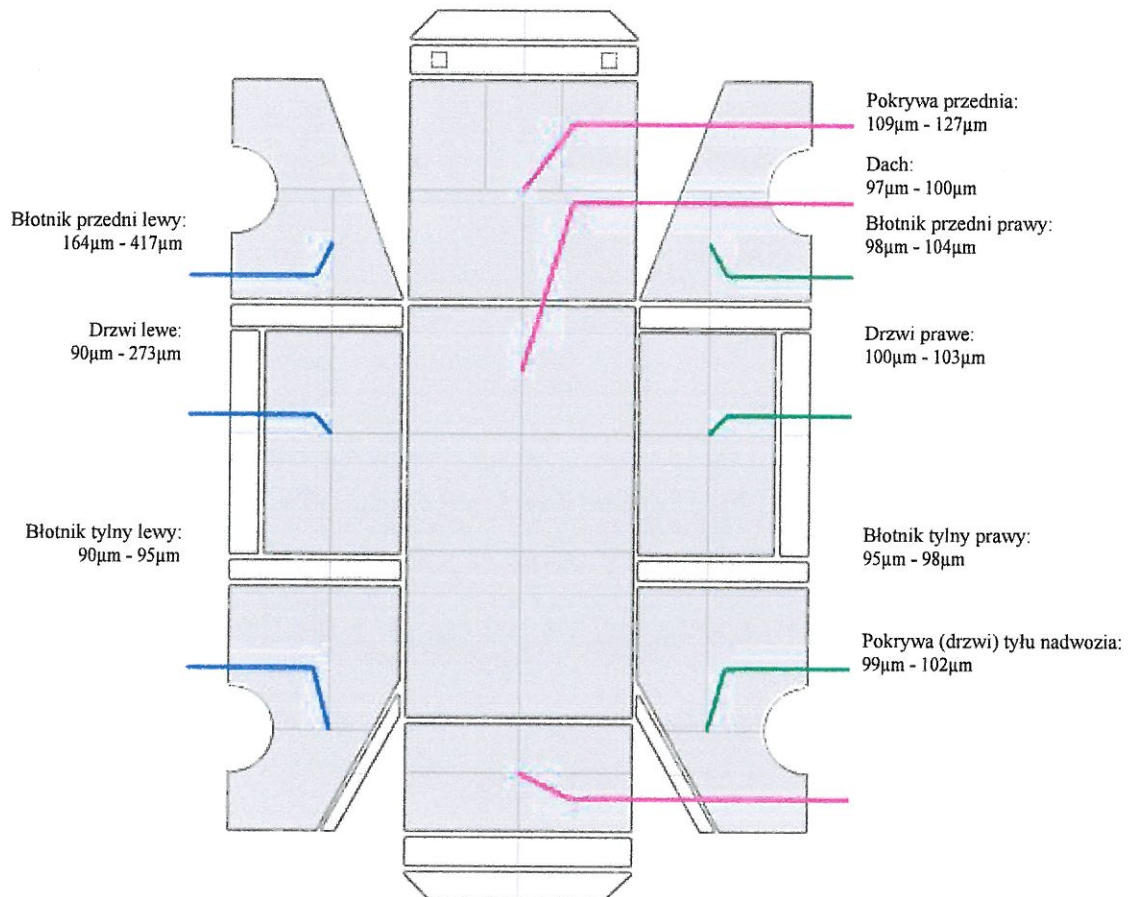 Pokrywa przednia:
109µm - 127µm
Dach:
97µm - 100µm
Błotnik przedni lewy:
164µm - 417µm
Błotnik przedni prawy:
98µm - 104µm
Drzwi lewe:
90µm - 273µm
Drzwi prawe:
100µm - 103µm
Błotnik tylny lewy:
90µm - 95µm
Błotnik tylny prawy:
95µm - 98µm
Pokrywa (drzwi) tyłu nadwozia:
99µm - 102µm